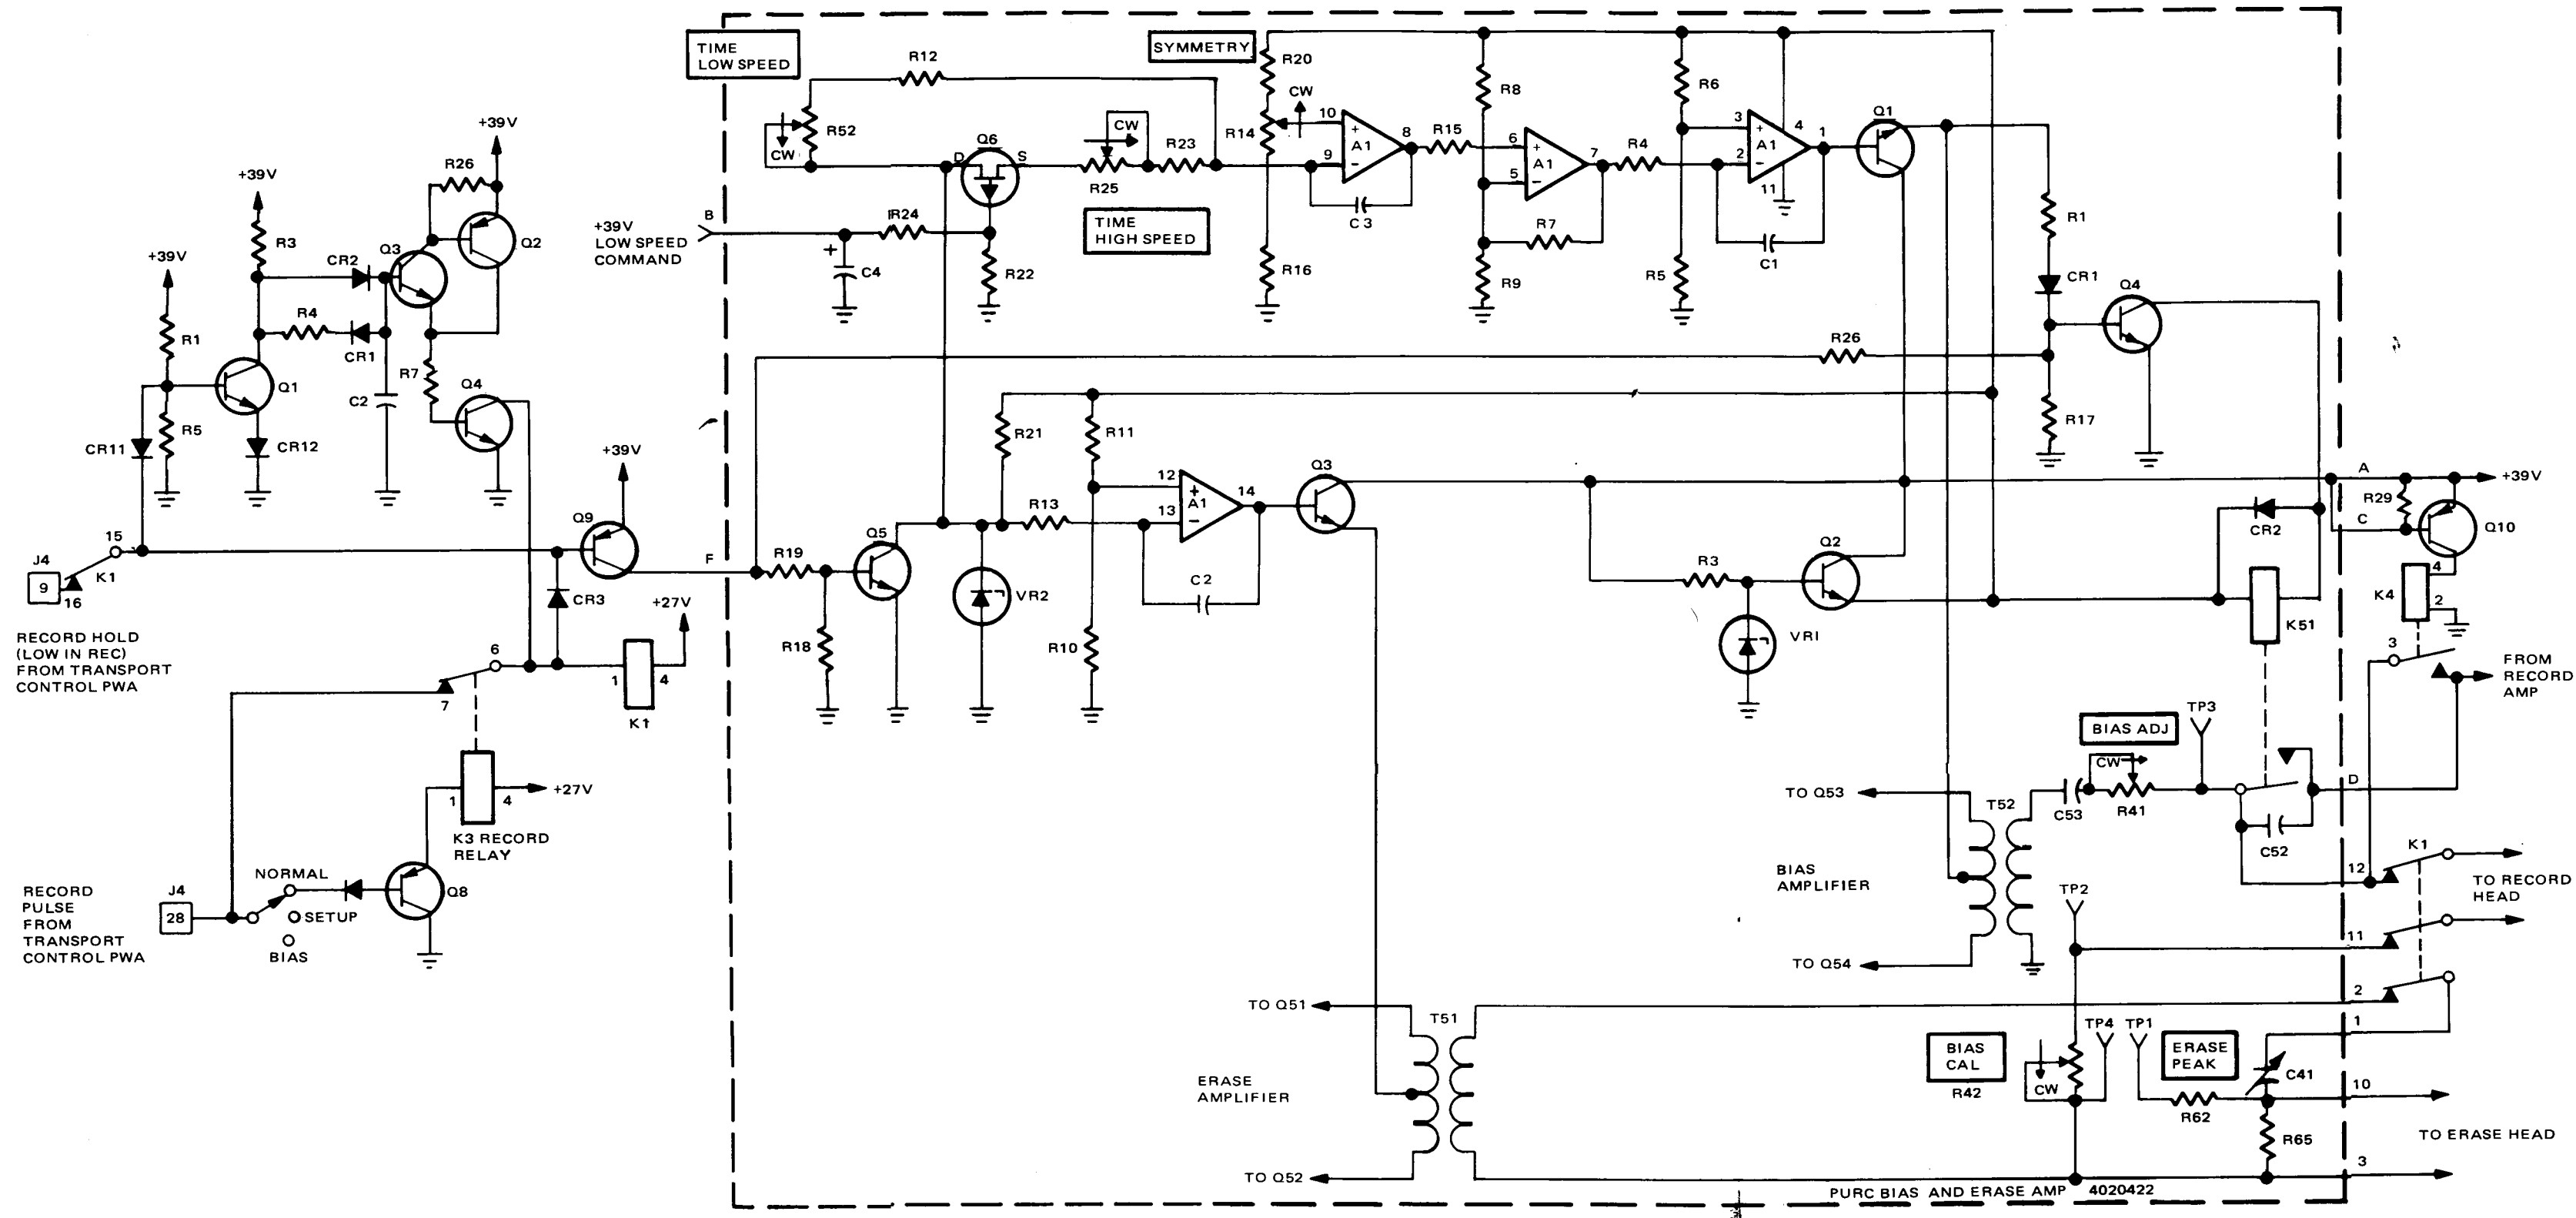 TIME
LOW SPEED
R12
SYMMETRY
R20
CW
R52
CW
Q6
D
S
CW
R23
R25
TIME
HIGH SPEED
R14
10
+
A1
8
9
−
C3
R15
R8
6
+
A1
7
5
−
R7
R9
R4
R6
3
+
A1
4
1
2
−
11
R5
C1
Q1
R1
CR1
Q4
R16
+39V
LOW SPEED
COMMAND
B
+
R24
C4
R22
+39V
R26
Q2
+39V
R3
CR2
Q3
+39V
R4
CR1
R1
Q1
R7
Q4
C2
R5
CR11
CR12
R26
R17
R21
R11
12
+
A1
14
13
−
Q3
R13
C2
Q5
R19
VR2
R18
R10
+39V
Q9
15
J4
9
K1
16
F
CR3
+27V
RECORD HOLD
(LOW IN REC)
FROM TRANSPORT
CONTROL PWA
6
7
1
4
K1
1
4
+27V
K3 RECORD
RELAY
NORMAL
RECORD
PULSE
FROM
TRANSPORT
CONTROL PWA
J4
28
SETUP
BIAS
Q8
R3
Q2
VR1
A
+39V
R29
C
Q10
CR2
K51
K4
4
2
3
FROM
RECORD
AMP
TP3
BIAS ADJ
CW
D
TO Q53
T52
C53
R41
C52
BIAS
AMPLIFIER
TO Q54
TP2
K1
12
TO RECORD
HEAD
11
2
TO Q51
T51
1
TP4
TP1
BIAS
CAL
R42
CW
ERASE
PEAK
C41
10
R62
ERASE
AMPLIFIER
R65
TO ERASE HEAD
3
TO Q52
PURC BIAS AND ERASE AMP 4020422